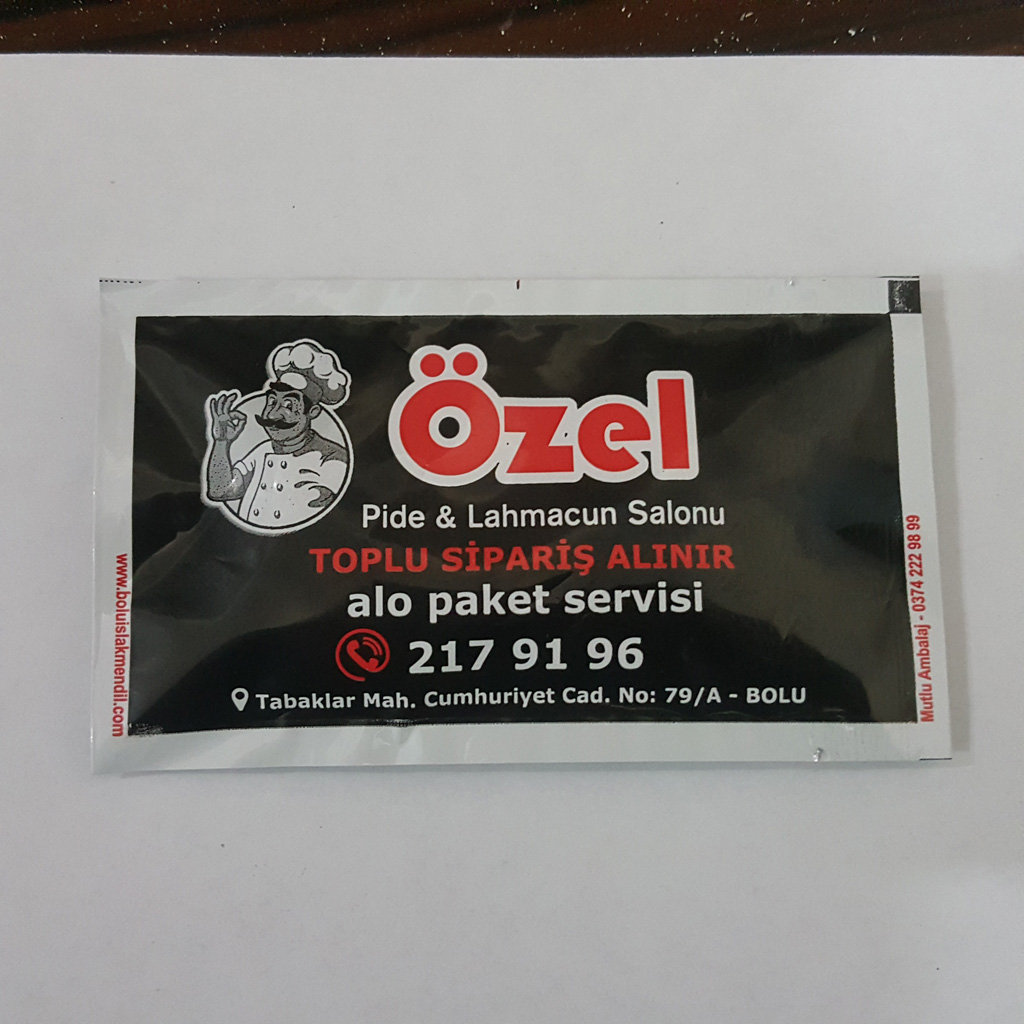 Özel
Pide & Lahmacun Salonu
TOPLU SİPARİŞ ALINIR
alo paket servisi
217 91 96
Tabaklar Mah. Cumhuriyet Cad. No: 79/A - BOLU
www.boluislakmendil.com
Mutlu Ambalaj - 0374 222 98 99